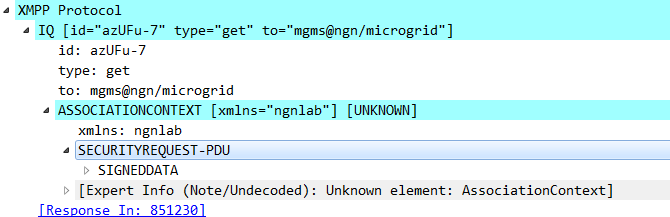 XMPP Protocol
IQ [id="azUFu-7" type="get" to="mgms@ngn/microgrid"]
id: azUFu-7
type: get
to: mgms@ngn/microgrid
ASSOCIATIONCONTEXT [xmlns="ngnlab"] [UNKNOWN]
xmlns: ngnlab
SECURITYREQUEST-PDU
SIGNEDDATA
[Expert Info (Note/Undecoded): Unknown element: AssociationContext]
[Response In: 851230]